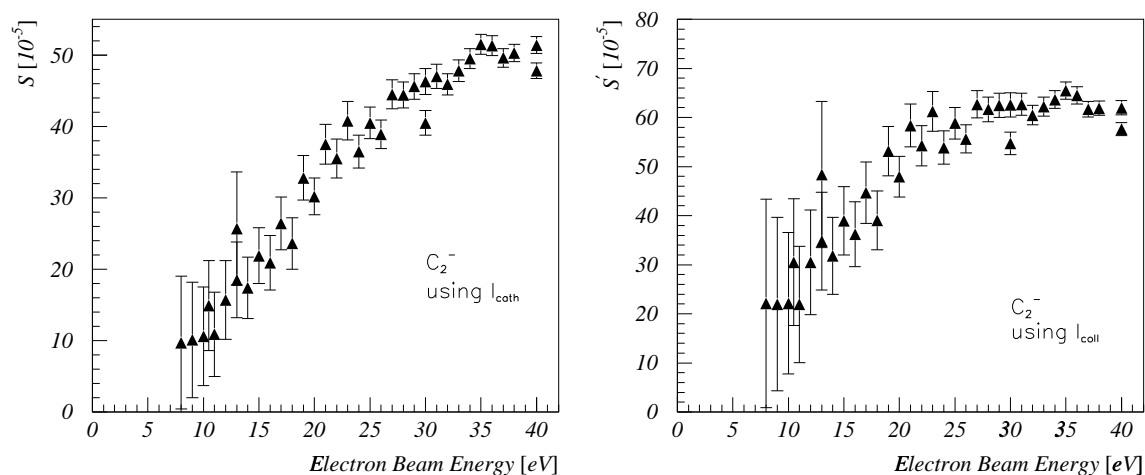 S [10⁻⁵]
50
40
30
20
10
0
0 5 10 15 20 25 30 35 40
Electron Beam Energy [eV]
C₂⁻
using I_cath
S′ [10⁻⁵]
80
70
60
50
40
30
20
10
0
0 5 10 15 20 25 30 35 40
Electron Beam Energy [eV]
C₂⁻
using I_coll